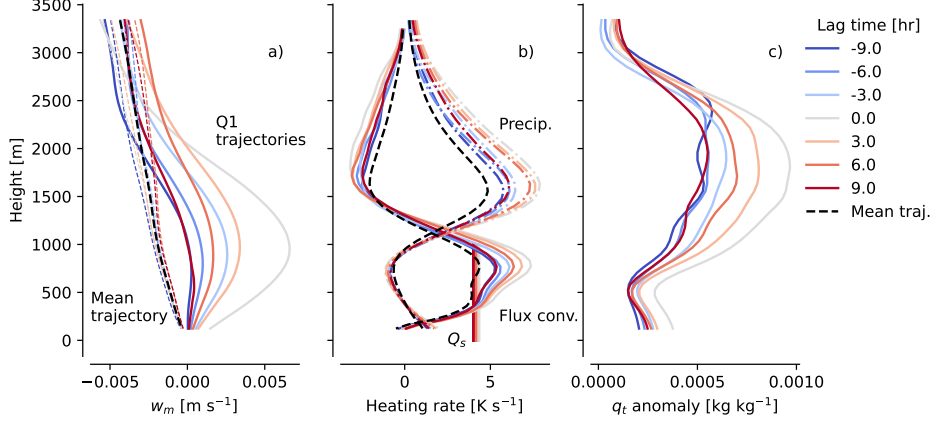 3500
3000
2500
2000
1500
1000
500
0
Height [m]
a)
Q1
trajectories
Mean
trajectory
−0.005
0.000
0.005
w_m [m s⁻¹]
b)
Precip.
Flux conv.
Q_s
0
5
Heating rate [K s⁻¹]
c)
0.0000
0.0005
0.0010
q_t anomaly [kg kg⁻¹]
Lag time [hr]
-9.0
-6.0
-3.0
0.0
3.0
6.0
9.0
Mean traj.